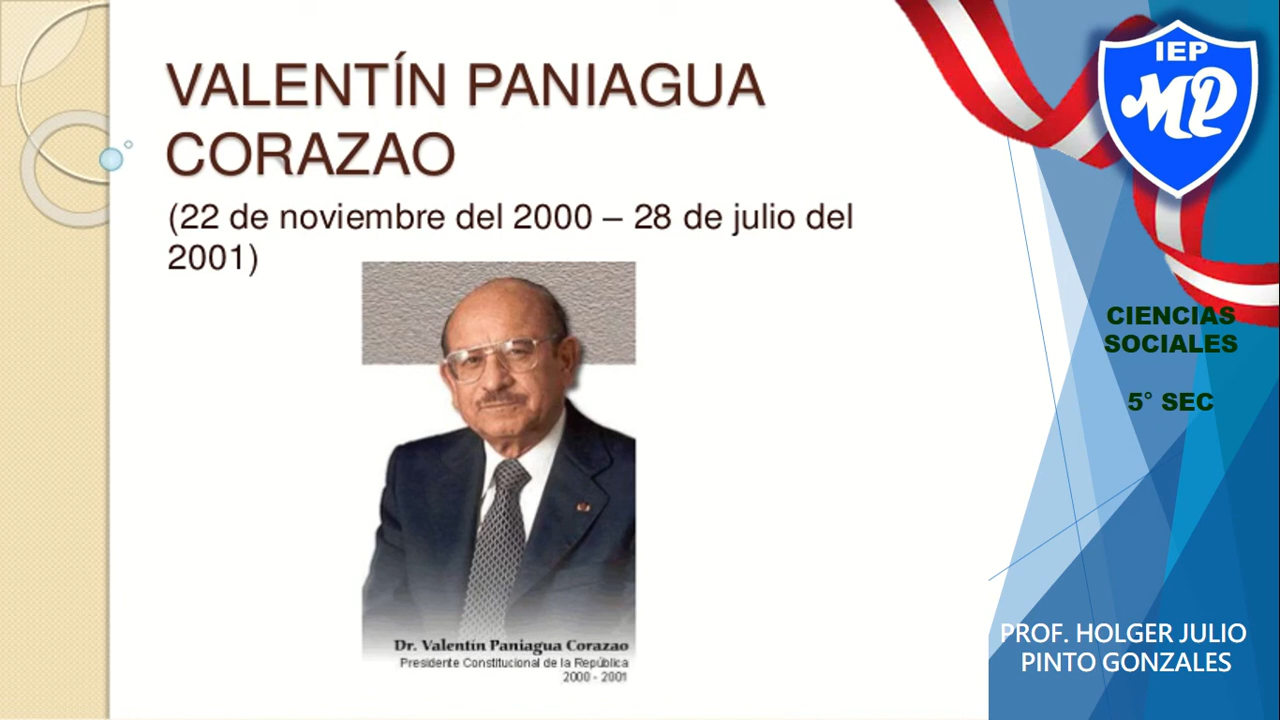 VALENTÍN PANIAGUA
CORAZAO
(22 de noviembre del 2000 – 28 de julio del
2001)
Dr. Valentín Paniagua Corazao
Presidente Constitucional de la República
2000 - 2001
IEP
MP
CIENCIAS
SOCIALES
5° SEC
PROF. HOLGER JULIO
PINTO GONZALES